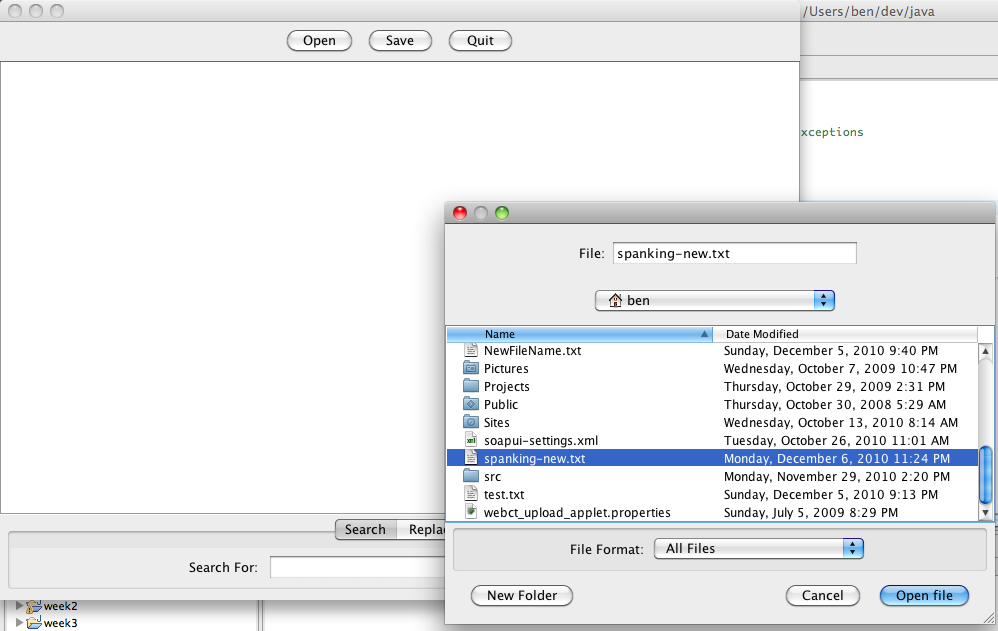 /Users/ben/dev/java
Open Save Quit
xceptions
File: spanking-new.txt
ben
Name Date Modified
NewFileName.txt Sunday, December 5, 2010 9:40 PM
Pictures Wednesday, October 7, 2009 10:47 PM
Projects Thursday, October 29, 2009 2:31 PM
Public Thursday, October 30, 2008 5:29 AM
Sites Wednesday, October 13, 2010 8:14 AM
soapui-settings.xml Tuesday, October 26, 2010 11:01 AM
spanking-new.txt Monday, December 6, 2010 11:24 PM
src Monday, November 29, 2010 2:20 PM
test.txt Sunday, December 5, 2010 9:13 PM
webct_upload_applet.properties Sunday, July 5, 2009 8:29 PM
Search Replac
File Format: All Files
Search For:
New Folder Cancel Open file
week2
week3